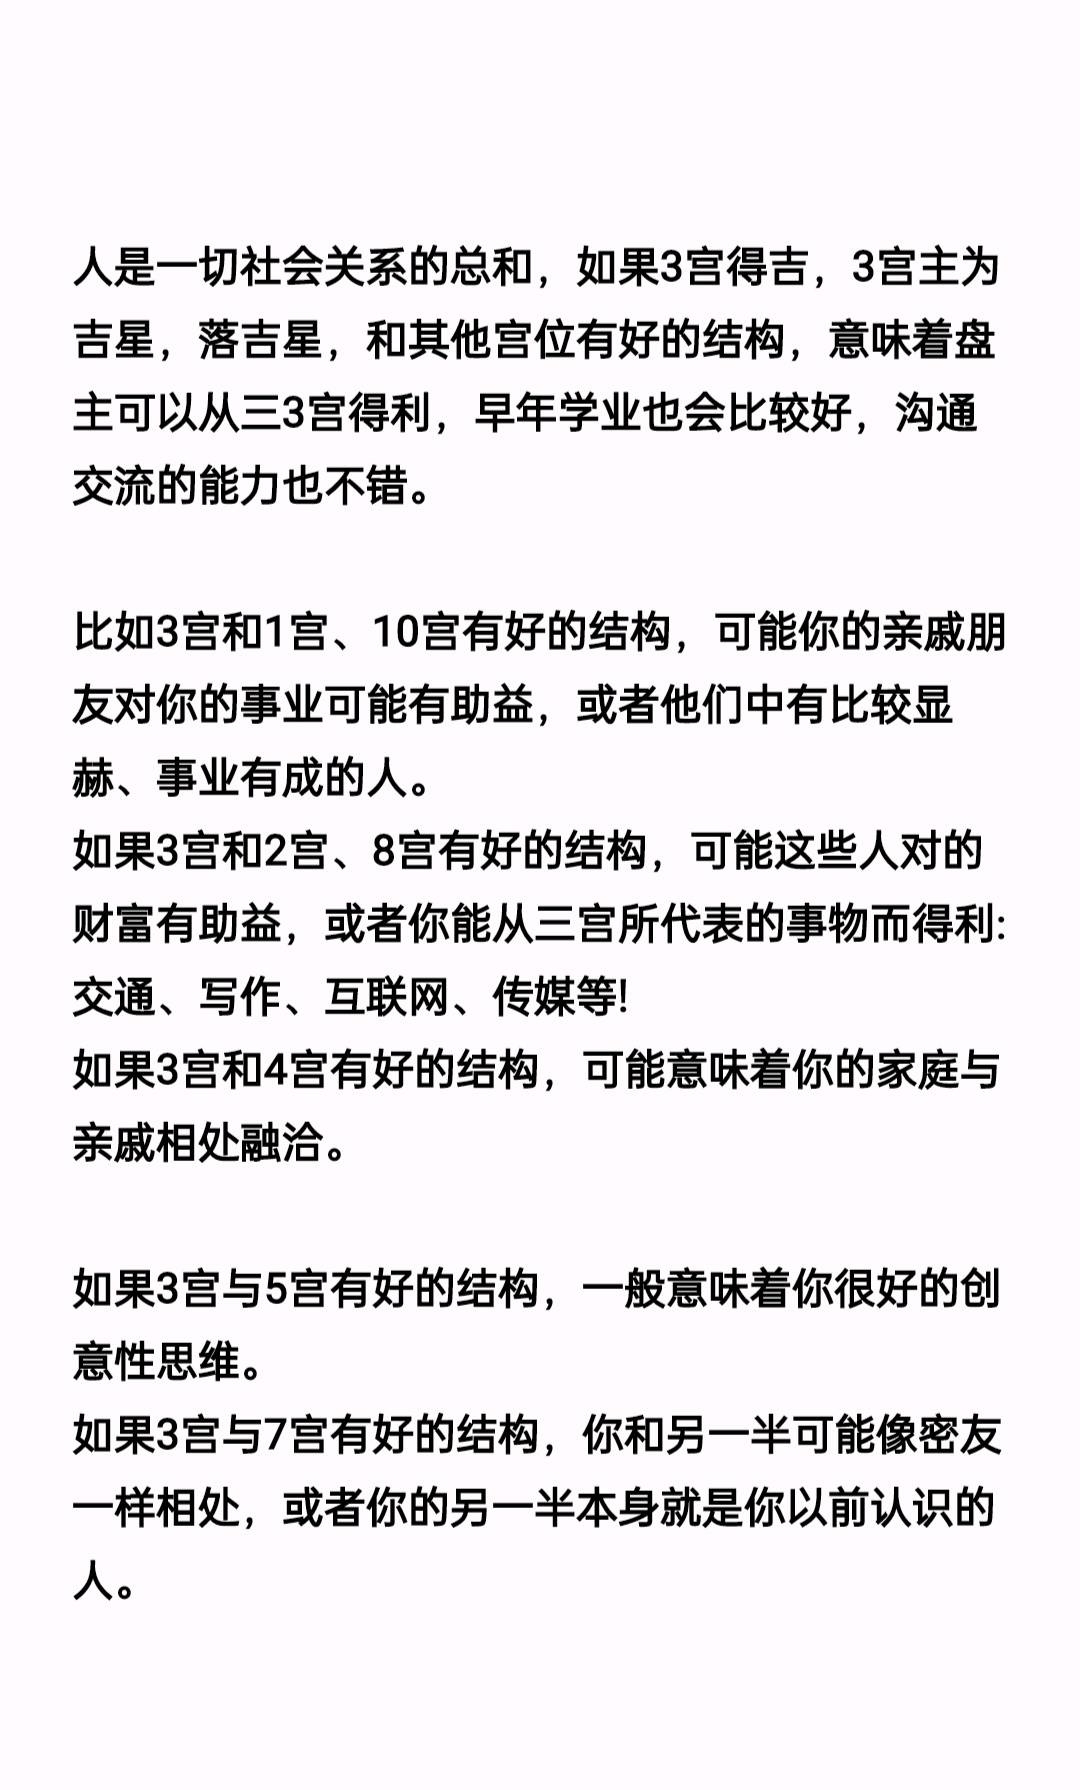 人是一切社会关系的总和，如果3宫得吉，3宫主为
吉星，落吉星，和其他宫位有好的结构，意味着盘
主可以从三3宫得利，早年学业也会比较好，沟通
交流的能力也不错。
比如3宫和1宫、10宫有好的结构，可能你的亲戚朋
友对你的事业可能有助益，或者他们中有比较显
赫、事业有成的人。
如果3宫和2宫、8宫有好的结构，可能这些人对的
财富有助益，或者你能从三宫所代表的事物而得利:
交通、写作、互联网、传媒等!
如果3宫和4宫有好的结构，可能意味着你的家庭与
亲戚相处融洽。
如果3宫与5宫有好的结构，一般意味着你很好的创
意性思维。
如果3宫与7宫有好的结构，你和另一半可能像密友
一样相处，或者你的另一半本身就是你以前认识的
人。